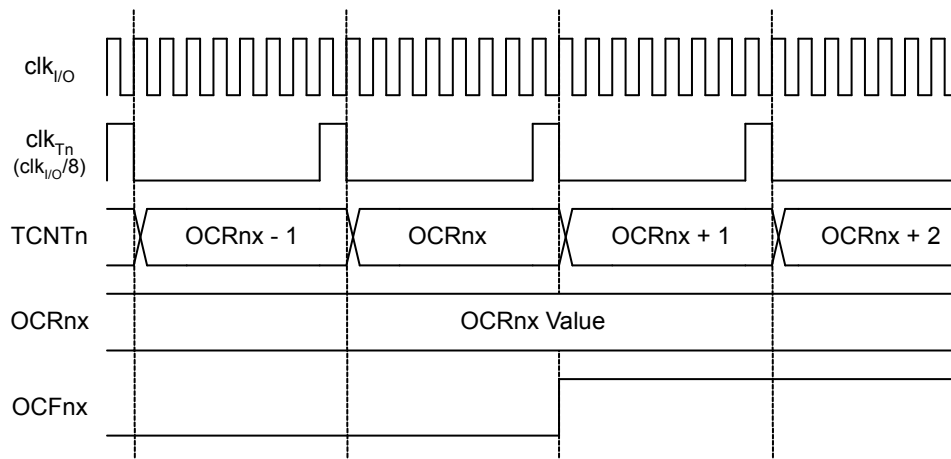 clkI/O
clkTn
(clkI/O/8)
TCNTn
OCRnx - 1
OCRnx
OCRnx + 1
OCRnx + 2
OCRnx
OCRnx Value
OCFnx